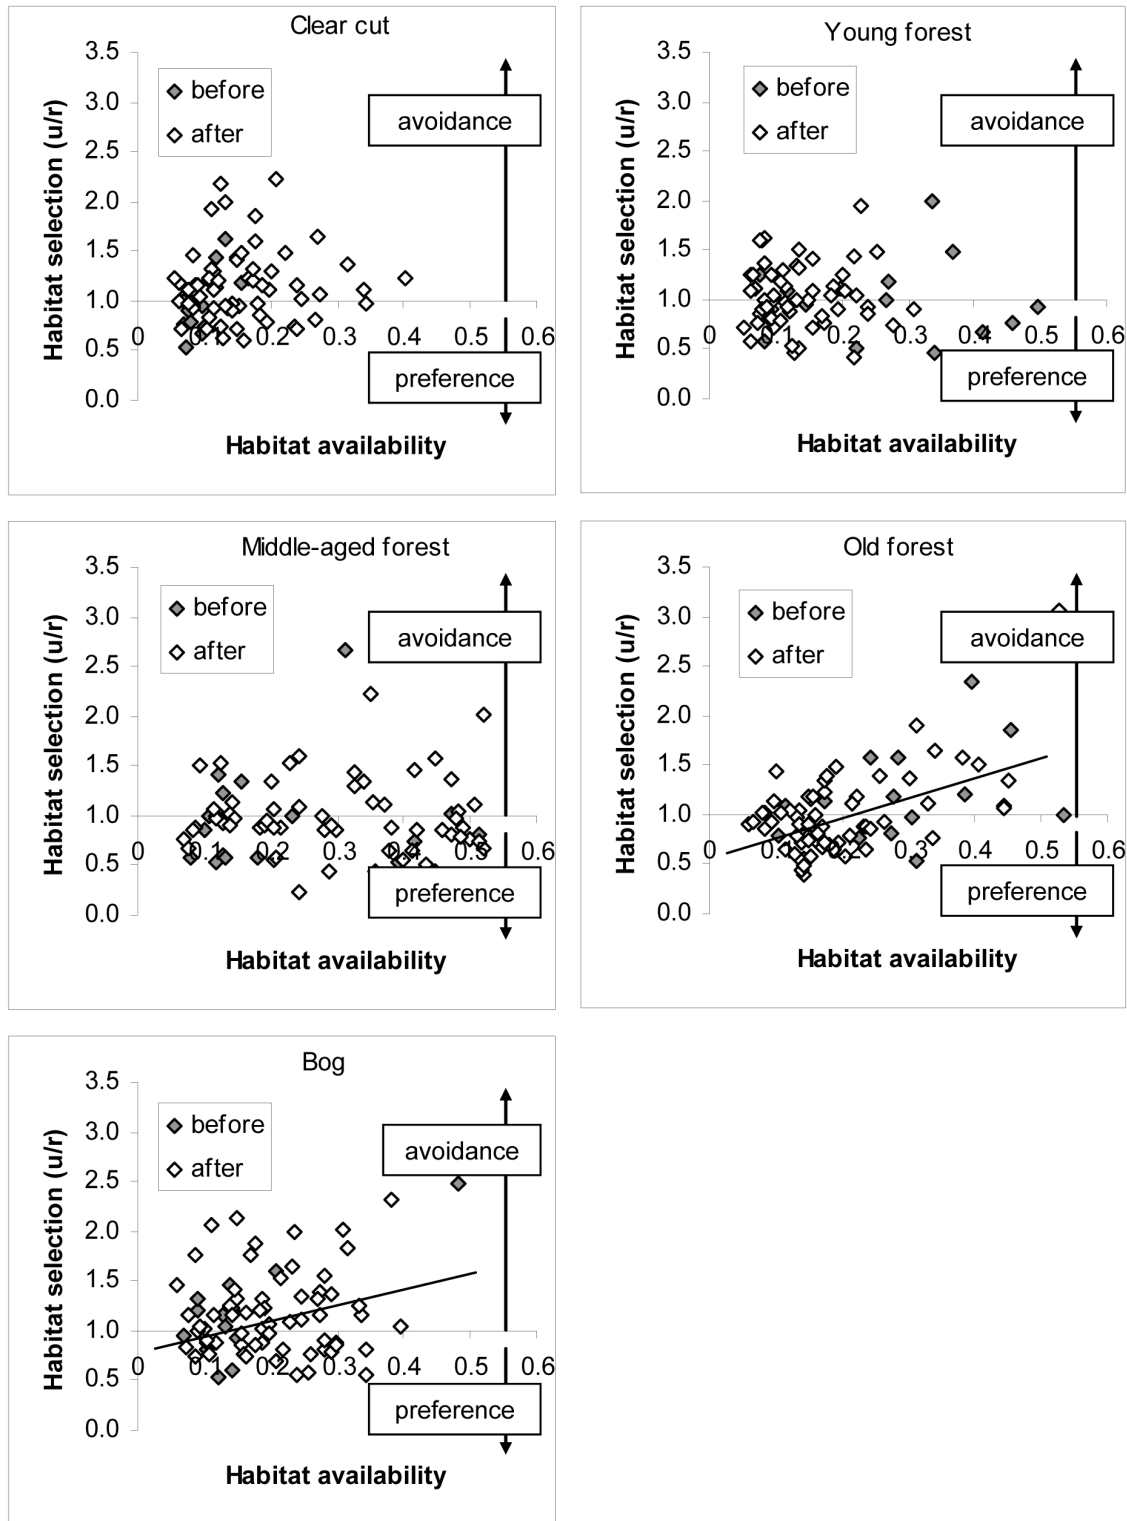 Clear cut
3.5
3.0
2.5
2.0
1.5
1.0
0.5
0.0
0 0.1 0.2 0.3 0.4 0.5 0.6
Habitat selection (u/r)
before
after
avoidance
preference
Habitat availability
Young forest
3.5
3.0
2.5
2.0
1.5
1.0
0.5
0.0
0 0.1 0.2 0.3 0.4 0.5 0.6
Habitat selection (u/r)
before
after
avoidance
preference
Habitat availability
Middle-aged forest
3.5
3.0
2.5
2.0
1.5
1.0
0.5
0.0
0 0.1 0.2 0.3 0.4 0.5 0.6
Habitat selection (u/r)
before
after
avoidance
preference
Habitat availability
Old forest
3.5
3.0
2.5
2.0
1.5
1.0
0.5
0.0
0 0.1 0.2 0.3 0.4 0.5 0.6
Habitat selection (u/r)
before
after
avoidance
preference
Habitat availability
Bog
3.5
3.0
2.5
2.0
1.5
1.0
0.5
0.0
0 0.1 0.2 0.3 0.4 0.5 0.6
Habitat selection (u/r)
before
after
avoidance
preference
Habitat availability